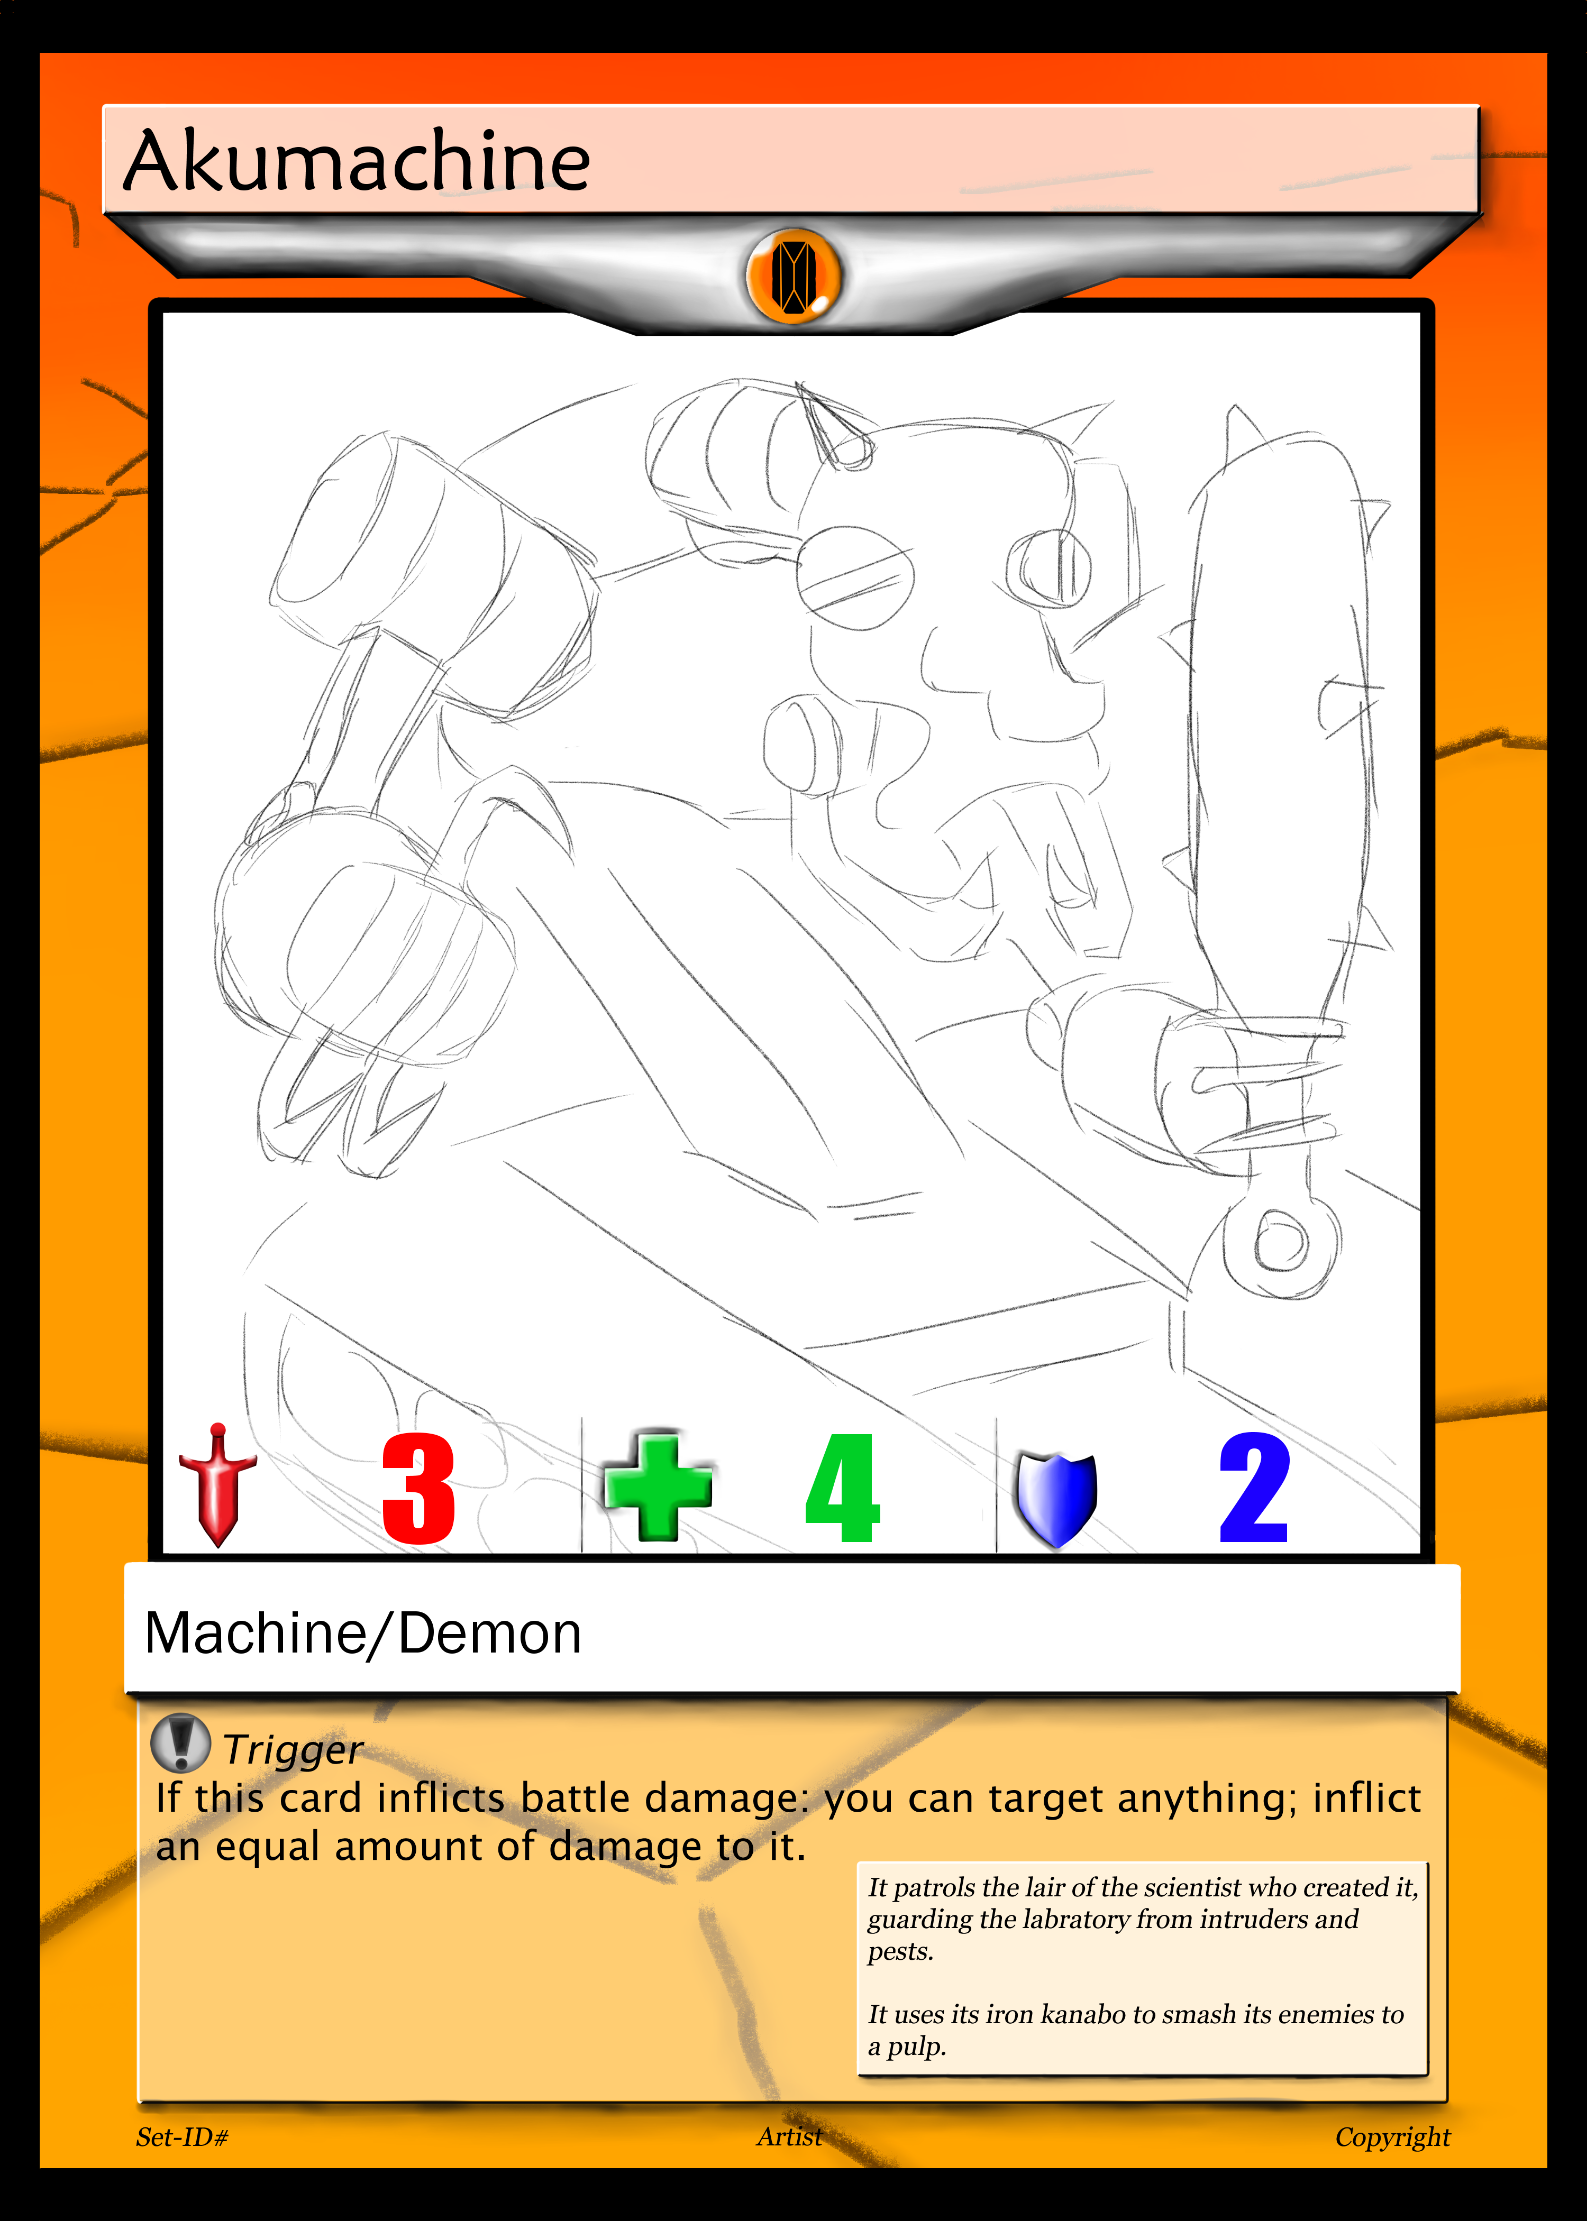 Akumachine
3
4
2
Machine/Demon
Trigger
If this card inflicts battle damage: you can target anything; inflict
an equal amount of damage to it.
It patrols the lair of the scientist who created it,
guarding the labratory from intruders and
pests.
It uses its iron kanabo to smash its enemies to
a pulp.
Set-ID#
Artist
Copyright